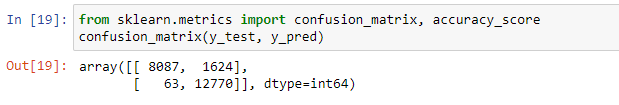 In [19]: from sklearn.metrics import confusion_matrix, accuracy_score
confusion_matrix(y_test, y_pred)
Out[19]: array([[ 8087,  1624],
       [   63, 12770]], dtype=int64)